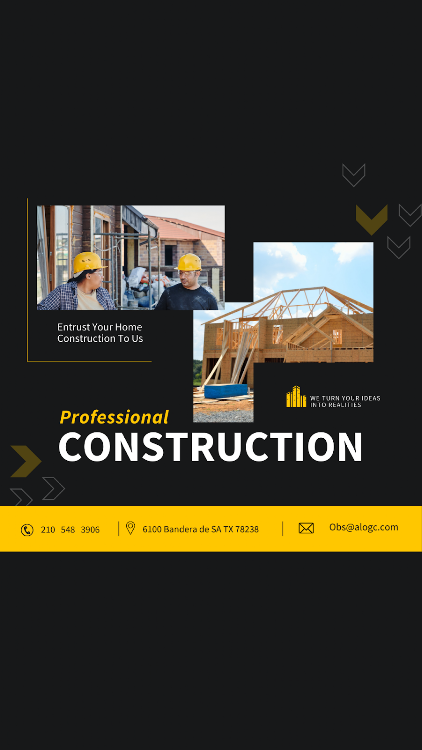 Entrust Your Home
Construction To Us
WE TURN YOUR IDEAS
INTO REALITIES
Professional
CONSTRUCTION
210 548 3906
6100 Bandera de SA TX 78238
Obs@alogc.com